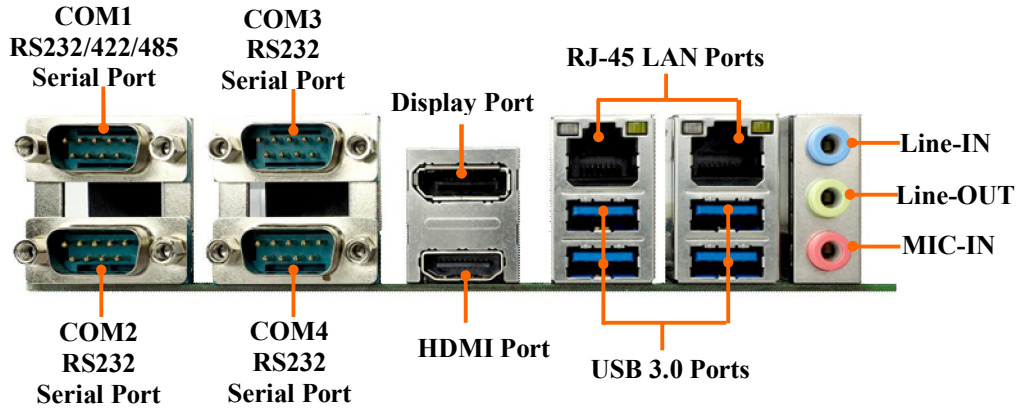 COM1
RS232/422/485
Serial Port
COM3
RS232
Serial Port
Display Port
RJ-45 LAN Ports
Line-IN
Line-OUT
MIC-IN
COM2
RS232
Serial Port
COM4
RS232
Serial Port
HDMI Port
USB 3.0 Ports